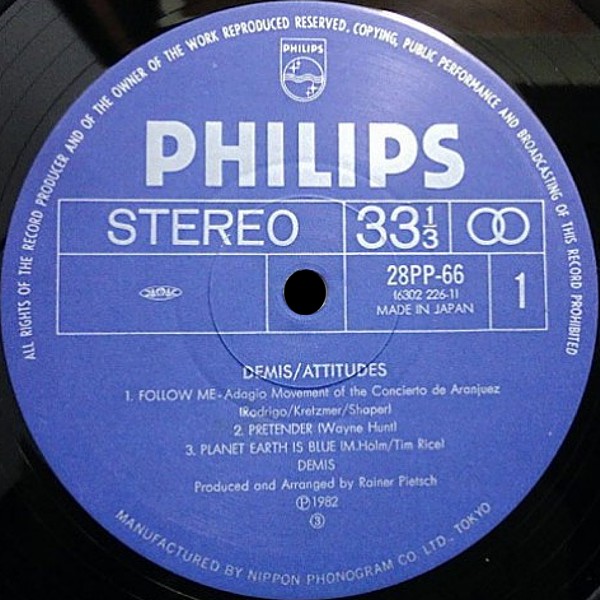 ALL RIGHTS OF THE RECORD PRODUCER AND OF THE OWNER OF THE WORK REPRODUCED RESERVED. COPYING, PUBLIC PERFORMANCE AND BROADCASTING OF THIS RECORD PROHIBITED
PHILIPS
PHILIPS
STEREO 33 1/3
28PP-66
(6302 226-1)
MADE IN JAPAN
1
DEMIS/ATTITUDES
1. FOLLOW ME-Adagio Movement of the Concierto de Aranjuez
(Rodrigo/Kretzmer/Shaper)
2. PRETENDER (Wayne Hunt)
3. PLANET EARTH IS BLUE (M.Holm/Tim Rice)
DEMIS
Produced and Arranged by Rainer Pietsch
Ⓟ1982
③
MANUFACTURED BY NIPPON PHONOGRAM CO. LTD., TOKYO